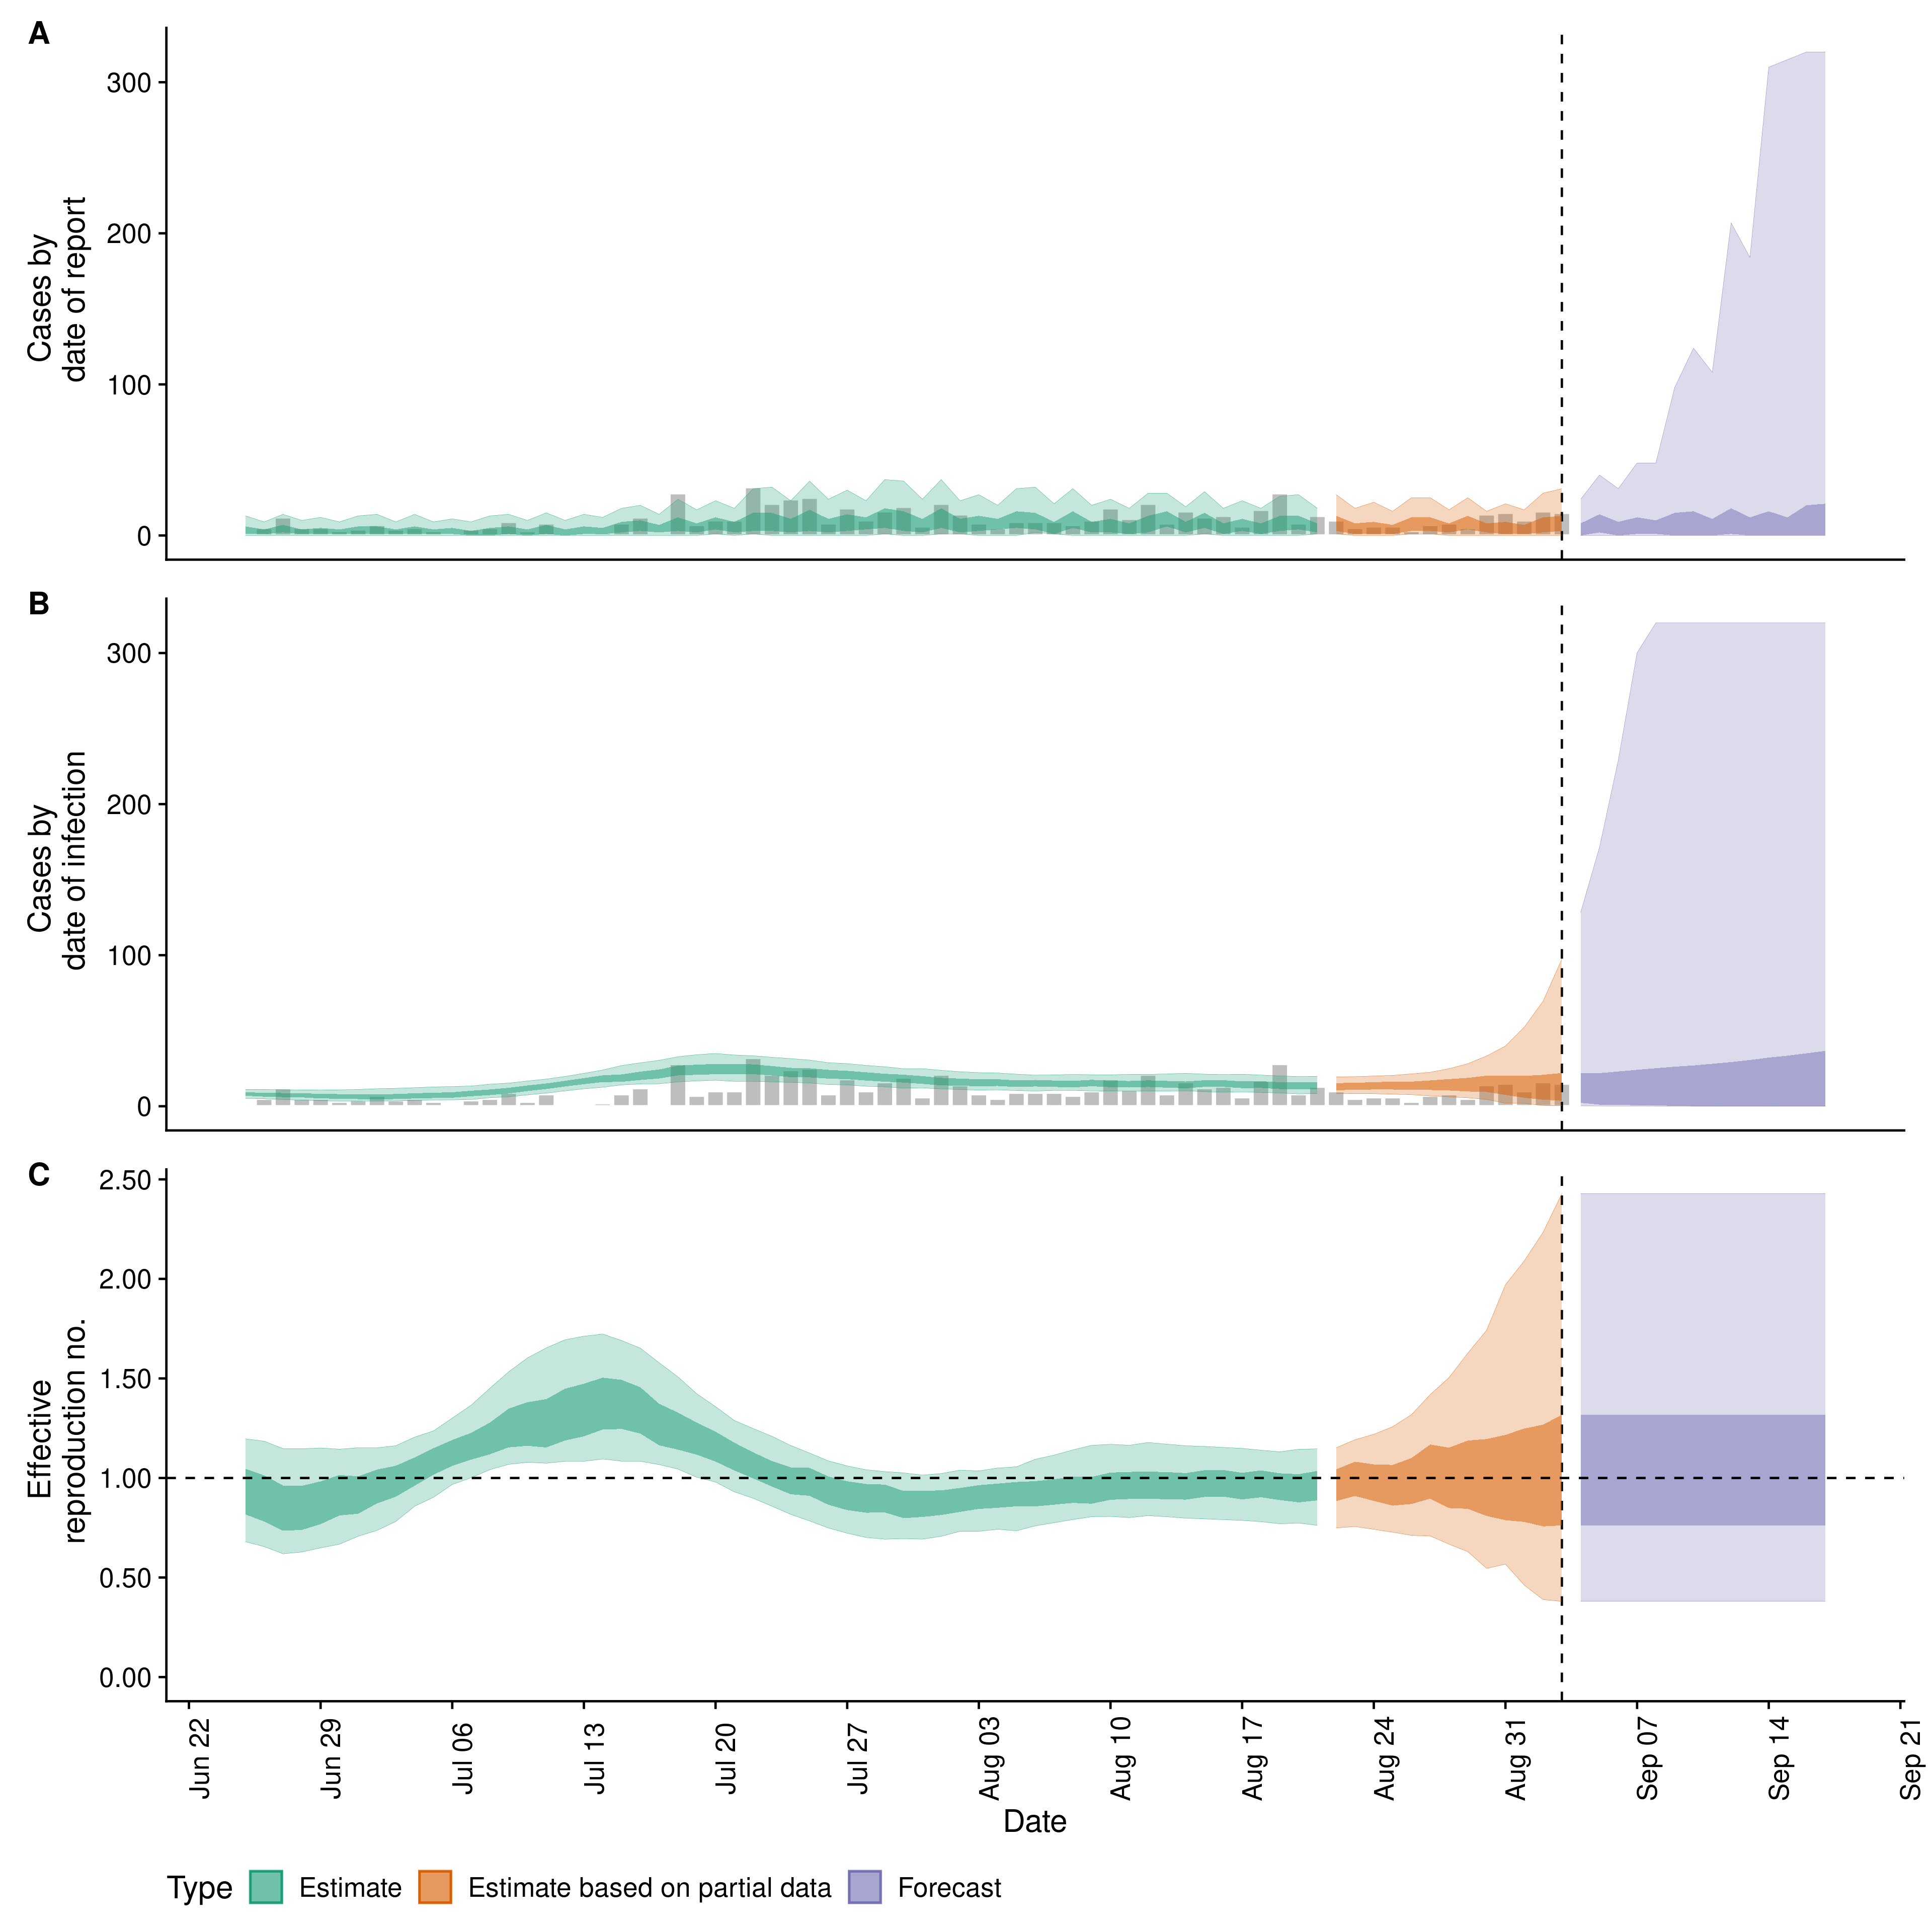 A
Cases by
date of report
300
200
100
0
B
Cases by
date of infection
300
200
100
0
C
Effective
reproduction no.
2.50
2.00
1.50
1.00
0.50
0.00
Jun 22
Jun 29
Jul 06
Jul 13
Jul 20
Jul 27
Aug 03
Aug 10
Aug 17
Aug 24
Aug 31
Sep 07
Sep 14
Sep 21
Date
Type Estimate Estimate based on partial data Forecast